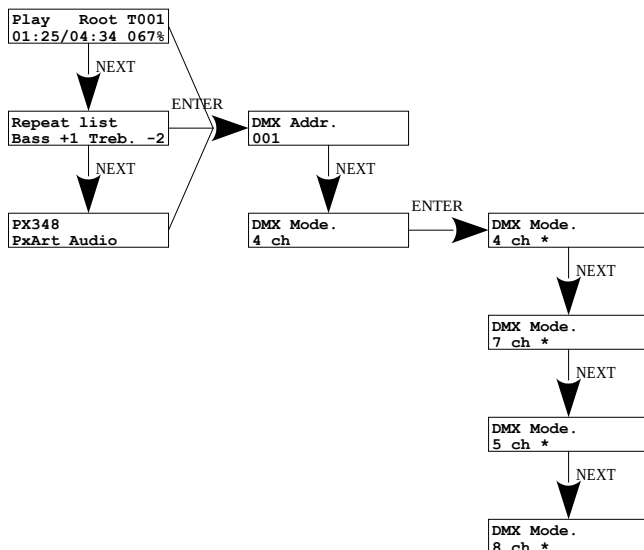 Play Root T001
01:25/04:34 067%
NEXT
ENTER
Repeat list
Bass +1 Treb. -2
DMX Addr.
001
NEXT
NEXT
PX348
PxArt Audio
DMX Mode.
4 ch
ENTER
DMX Mode.
4 ch *
NEXT
DMX Mode.
7 ch *
NEXT
DMX Mode.
5 ch *
NEXT
DMX Mode.
8 ch *